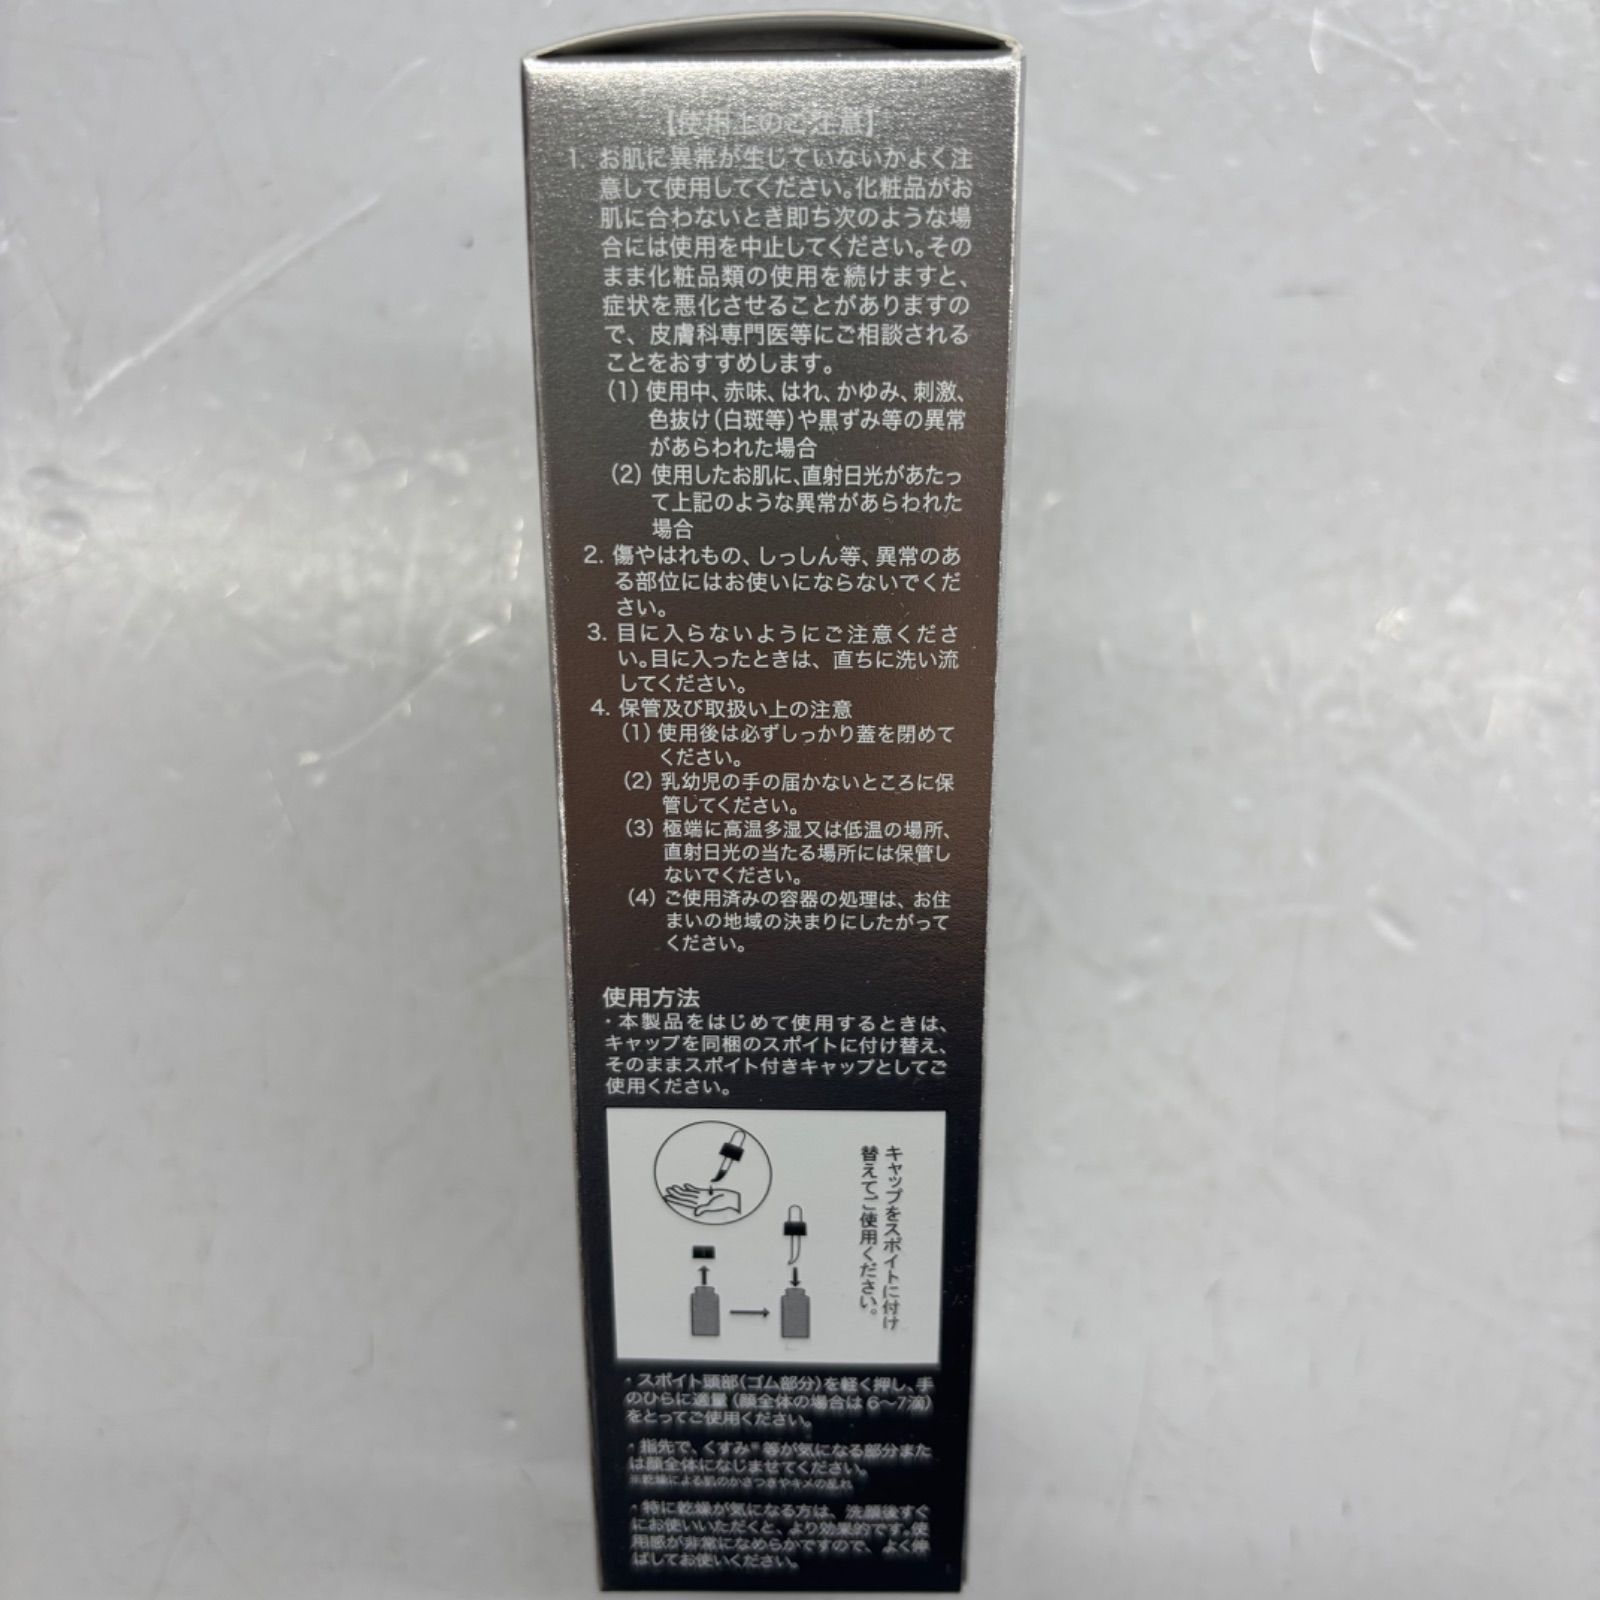 【使用上のご注意】
1. お肌に異常が生じていないかよく注
意して使用してください。化粧品がお
肌に合わないとき即ち次のような場
合には使用を中止してください。その
まま化粧品類の使用を続けますと、
症状を悪化させることがありますの
で、皮膚科専門医等にご相談される
ことをおすすめします。
(1) 使用中、赤味、はれ、かゆみ、刺激、
色抜け(白斑等)や黒ずみ等の異常
があらわれた場合
(2) 使用したお肌に、直射日光があたっ
て上記のような異常があらわれた
場合
2. 傷やはれもの、しっしん等、異常のあ
る部位にはお使いにならないでくだ
さい。
3. 目に入らないようにご注意くださ
い。目に入ったときは、直ちに洗い流
してください。
4. 保管及び取扱い上の注意
(1) 使用後は必ずしっかり蓋を閉めて
ください。
(2) 乳幼児の手の届かないところに保
管してください。
(3) 極端に高温多湿又は低温の場所、
直射日光の当たる場所には保管し
ないでください。
(4) ご使用済みの容器の処理は、お住
まいの地域の決まりにしたがって
ください。
使用方法
・本製品をはじめて使用するときは、
キャップを同梱のスポイトに付け替え、
そのままスポイト付きキャップとしてご
使用ください。
キャップをスポイトに付け
替えてご使用ください。
・スポイト頭部(ゴム部分)を軽く押し、手
のひらに適量(顔全体の場合は6〜7滴)
をとってご使用ください。
・指先で、くすみ※等が気になる部分また
は顔全体になじませてください。
※乾燥による肌のかさつきやキメの乱れ
・特に乾燥が気になる方は、洗顔後すぐ
にお使いいただくと、より効果的です。使
用感が非常になめらかですので、よく伸
ばしてお使いください。